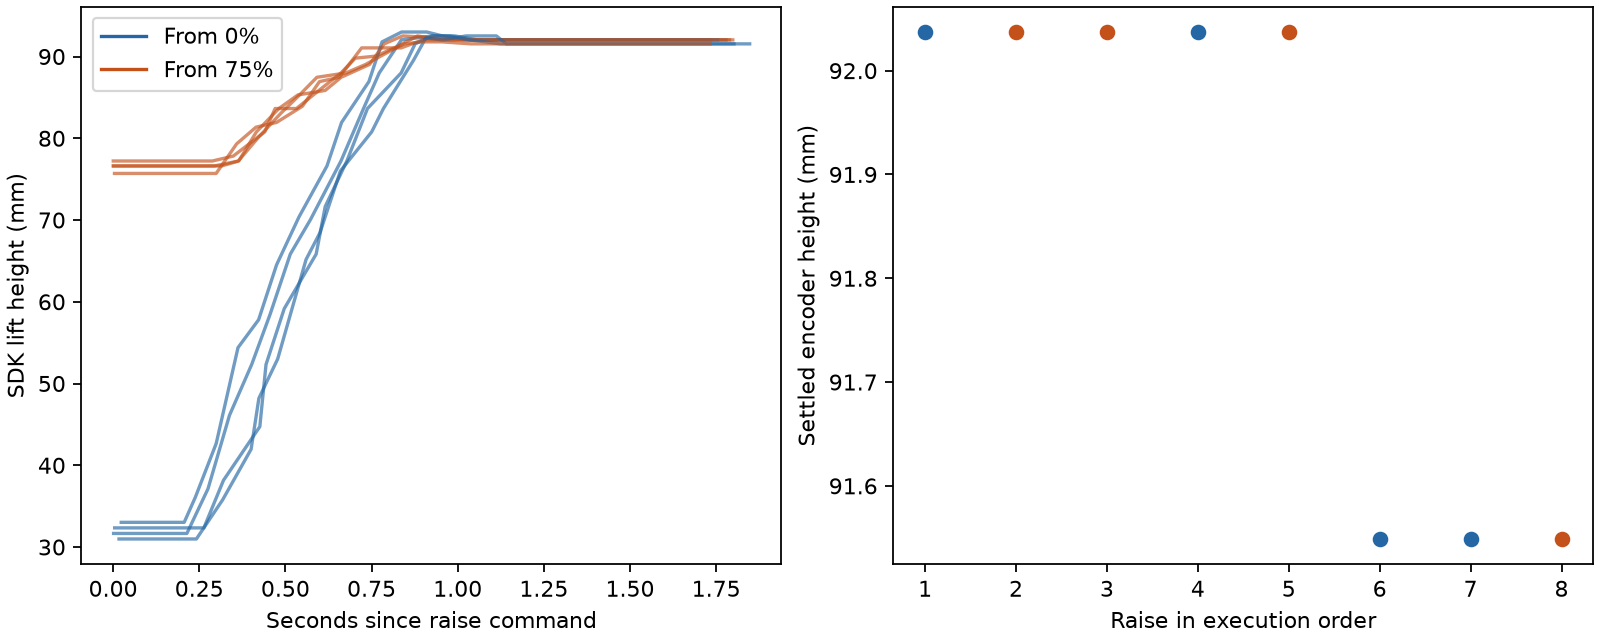 From 0%
From 75%
90
80
70
60
50
40
30
SDK lift height (mm)
0.00 0.25 0.50 0.75 1.00 1.25 1.50 1.75
Seconds since raise command
92.0
91.9
91.8
91.7
91.6
Settled encoder height (mm)
1 2 3 4 5 6 7 8
Raise in execution order